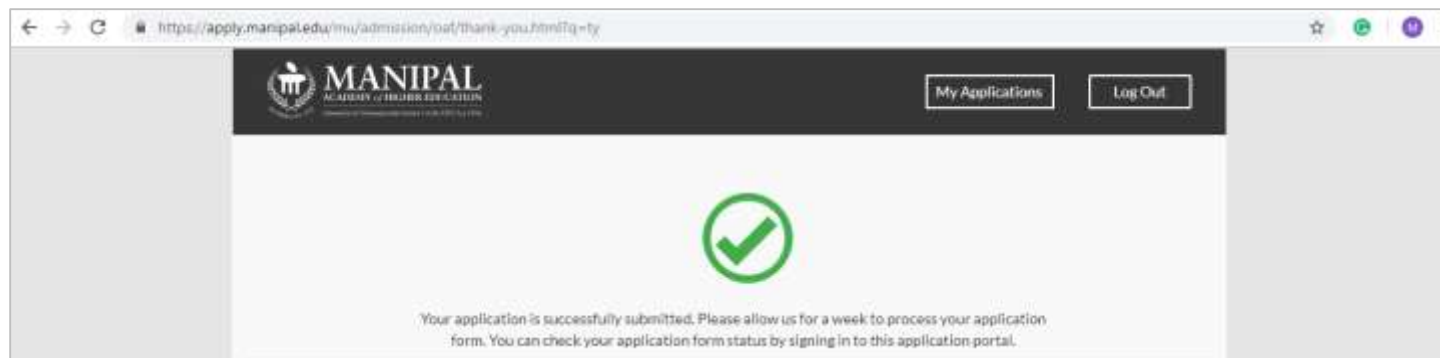 https://apply.manipal.edu/mu/admission/oaf/thank-you.html?q=ty
M
MANIPAL
ACADEMY of HIGHER EDUCATION
My Applications
Log Out
Your application is successfully submitted. Please allow us for a week to process your application
form. You can check your application form status by signing in to this application portal.